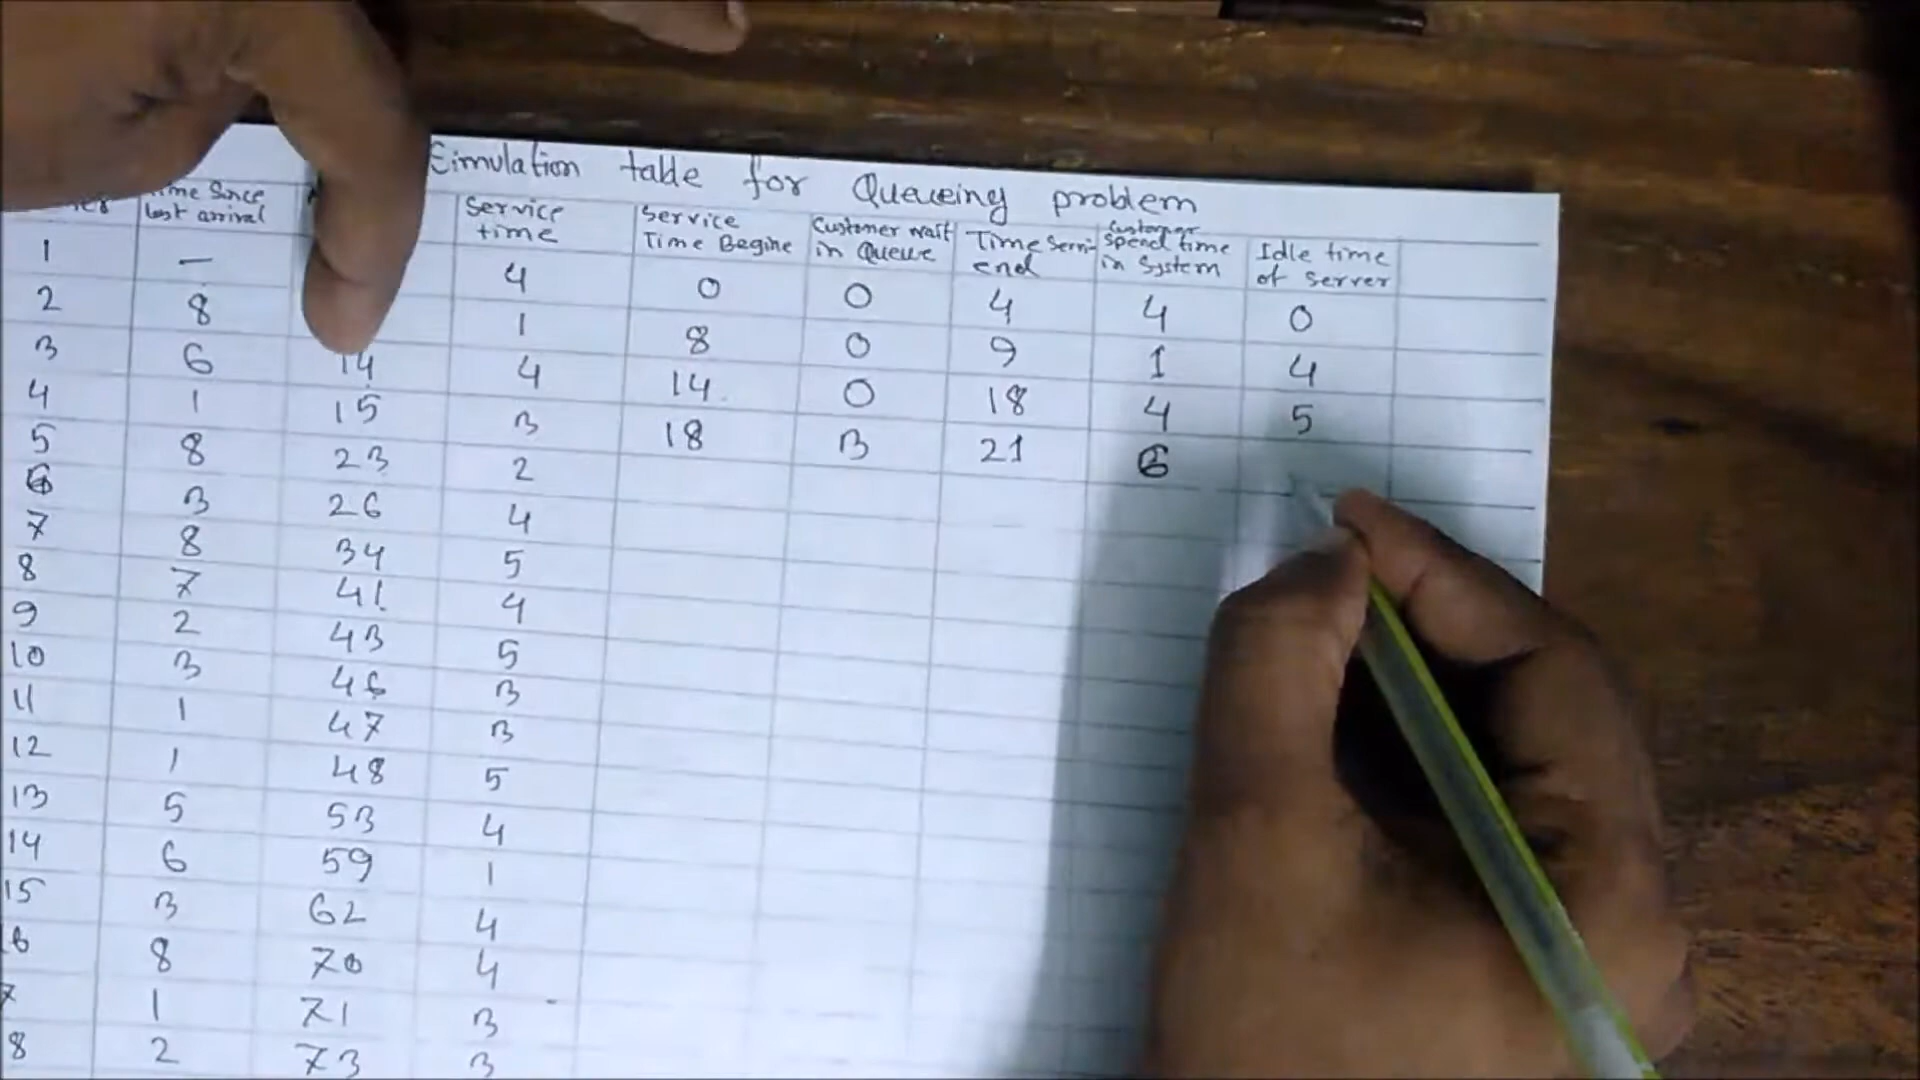 Simulation table for Queueing problem
Time Since last arrival Service time Service Time Begine Customer wait in Queue Time Servi- end Customer Spend time in System Idle time of Server
1 — 4 0 0 4 4 0
2 8 1 8 0 9 1 4
3 6 14 4 14 0 18 4 5
4 1 15 3 18 3 21 6
5 8 23 2
6 3 26 4
7 8 34 5
8 7 41 4
9 2 43 5
10 3 46 3
11 1 47 3
12 1 48 5
13 5 53 4
14 6 59 1
15 3 62 4
16 8 70 4
7 1 71 3
8 2 73 3